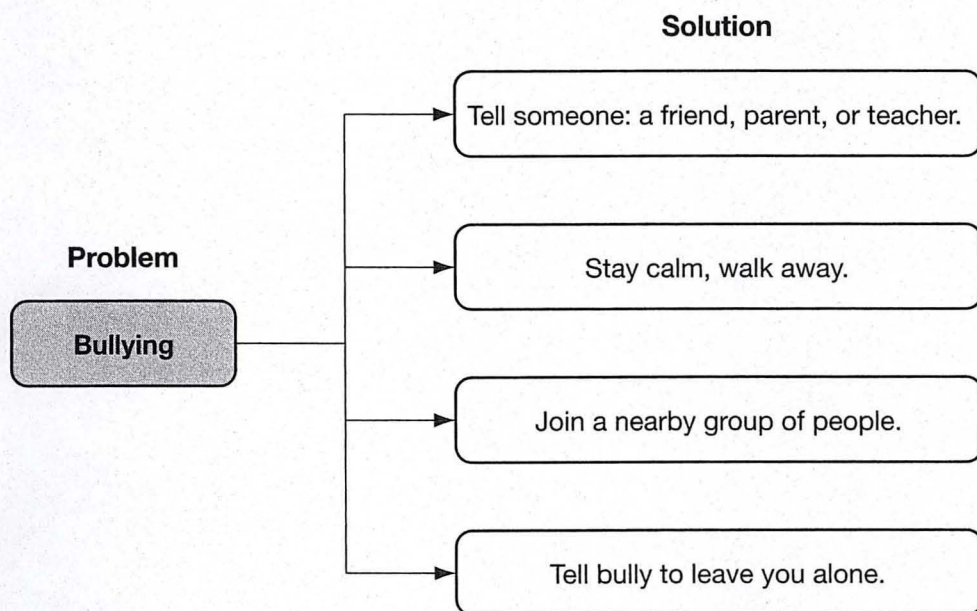 Solution
Tell someone: a friend, parent, or teacher.
Stay calm, walk away.
Problem
Bullying
Join a nearby group of people.
Tell bully to leave you alone.